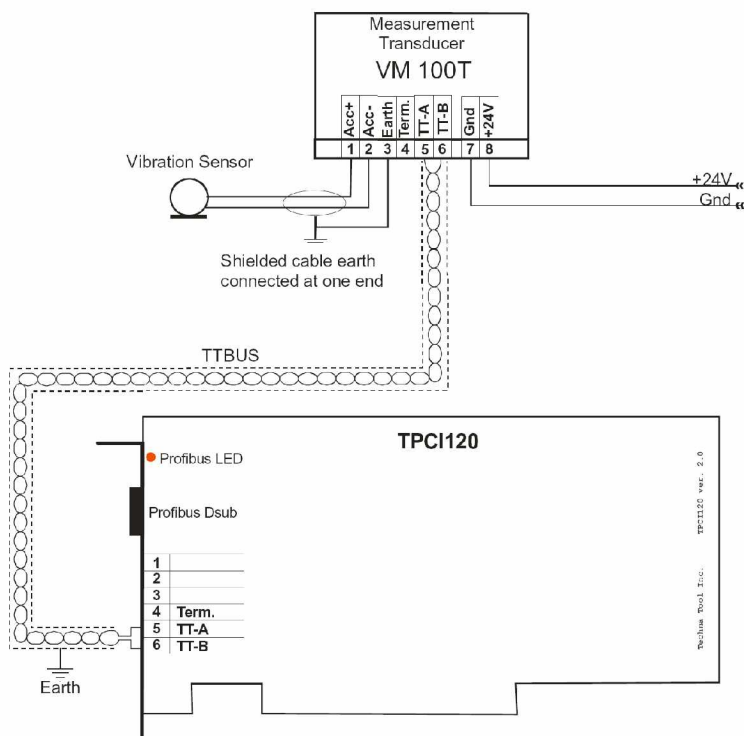 Measurement
Transducer
VM 100T
Acc+
Acc-
Earth
Term.
TT-A
TT-B
Gnd
+24V
1 2 3 4 5 6 7 8
Vibration Sensor
+24V
Gnd
Shielded cable earth
connected at one end
TTBUS
TPCI120
Profibus LED
Profibus Dsub
1
2
3
4 Term.
5 TT-A
6 TT-B
Earth
Techna Tool Inc. TPCI120 ver. 2.0